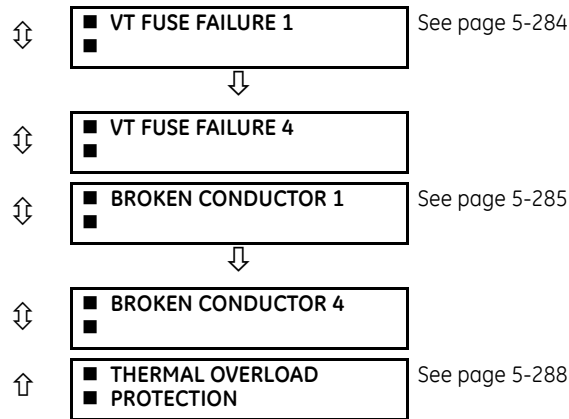 ■ VT FUSE FAILURE 1 See page 5-284
■
■ VT FUSE FAILURE 4
■
■ BROKEN CONDUCTOR 1 See page 5-285
■
■ BROKEN CONDUCTOR 4
■
■ THERMAL OVERLOAD See page 5-288
■ PROTECTION